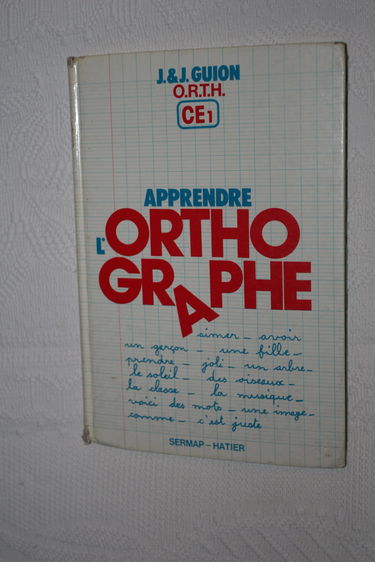 J. & J. GUION
O.R.T.H.
CE1
APPRENDRE
L'ORTHO
GRAPHE
aimer _ avoir
un garçon _ une fille _
prendre _ joli _ un arbre _
le soleil _ des oiseaux _
la classe _ la musique _
voici des mots _ une image _
comme _ c'est juste
SERMAP - HATIER